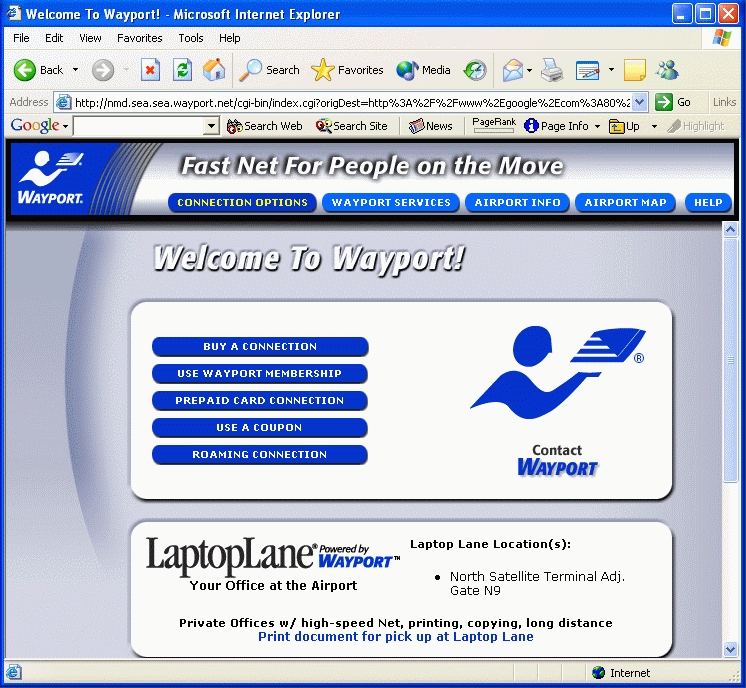 Welcome To Wayport! - Microsoft Internet Explorer
File Edit View Favorites Tools Help
Back Search Favorites Media
Address http://nmd.sea.sea.wayport.net/cgi-bin/index.cgi?origDest=http%3A%2F%2Fwww%2Egoogle%2Ecom%3A80%2 Go Links
Google Search Web Search Site News PageRank Page Info Up Highlight
WAYPORT.
Fast Net For People on the Move
CONNECTION OPTIONS WAYPORT SERVICES AIRPORT INFO AIRPORT MAP HELP
Welcome To Wayport!
BUY A CONNECTION
USE WAYPORT MEMBERSHIP
PREPAID CARD CONNECTION
USE A COUPON
ROAMING CONNECTION
®
Contact
WAYPORT
LaptopLane® Powered by WAYPORT™
Your Office at the Airport
Laptop Lane Location(s):
• North Satellite Terminal Adj.
Gate N9
Private Offices w/ high-speed Net, printing, copying, long distance
Print document for pick up at Laptop Lane
Internet